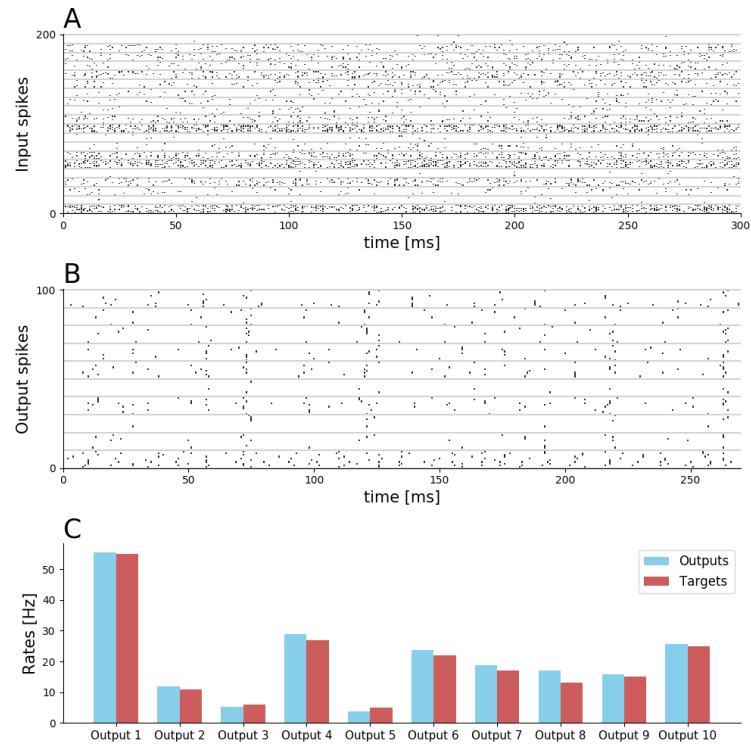 A
200
100
0
Input spikes
0 50 100 150 200 250 300
time [ms]
B
100
50
0
Output spikes
0 50 100 150 200 250
time [ms]
C
50
40
30
20
10
0
Rates [Hz]
Outputs
Targets
Output 1 Output 2 Output 3 Output 4 Output 5 Output 6 Output 7 Output 8 Output 9 Output 10